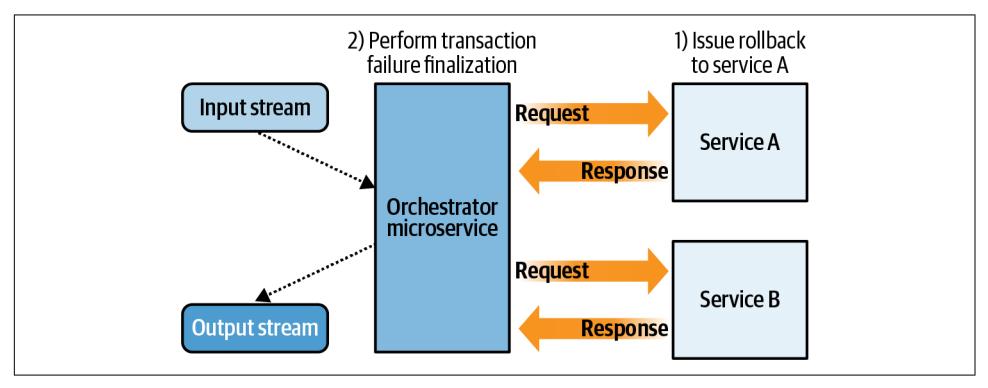 2) Perform transaction
failure finalization
1) Issue rollback
to service A
Input stream
Request
Service A
Response
Orchestrator
microservice
Request
Service B
Response
Output stream